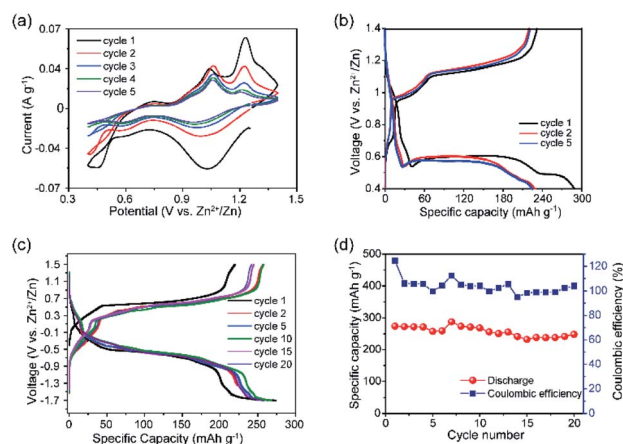 (a)
0.07
0.04
0.00
-0.04
-0.07
Current (A g⁻¹)
cycle 1
cycle 2
cycle 3
cycle 4
cycle 5
0.3 0.6 0.9 1.2 1.5
Potential (V vs. Zn²⁺/Zn)
(b)
1.4
1.2
1.0
0.8
0.6
0.4
Voltage (V vs. Zn²⁺/Zn)
cycle 1
cycle 2
cycle 5
0 60 120 180 240 300
Specific capacity (mAh g⁻¹)
(c)
1.5
1.1
0.7
0.3
-0.1
-0.5
-0.9
-1.3
-1.7
Voltage (V vs. Zn²⁺/Zn)
cycle 1
cycle 2
cycle 5
cycle 10
cycle 15
cycle 20
0 50 100 150 200 250 300
Specific Capacity (mAh g⁻¹)
(d)
500
400
300
200
100
0
Specific capacity (mAh g⁻¹)
Discharge
Coulombic efficiency
120
100
80
60
40
20
0
Coulombic efficiency (%)
0 5 10 15 20
Cycle number